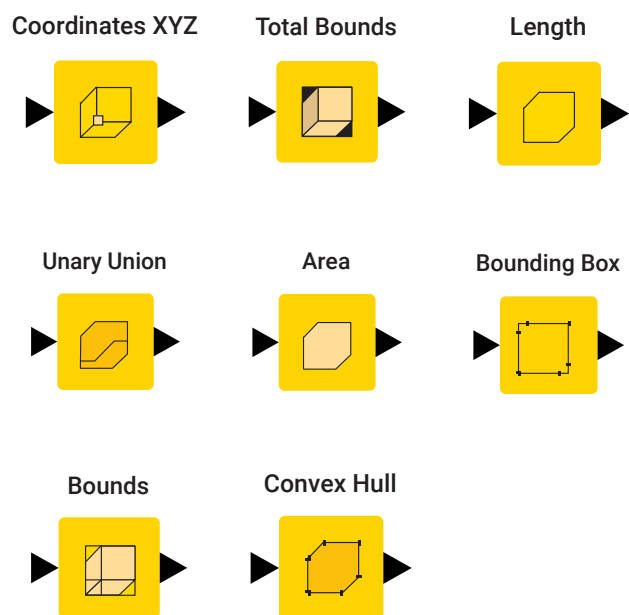 Coordinates XYZ
Total Bounds
Length
Unary Union
Area
Bounding Box
Bounds
Convex Hull